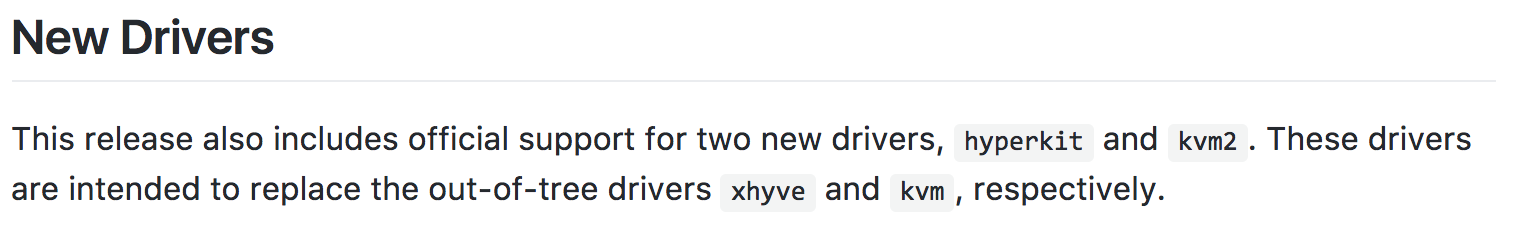 New Drivers
This release also includes official support for two new drivers, hyperkit and kvm2. These drivers
are intended to replace the out-of-tree drivers xhyve and kvm, respectively.